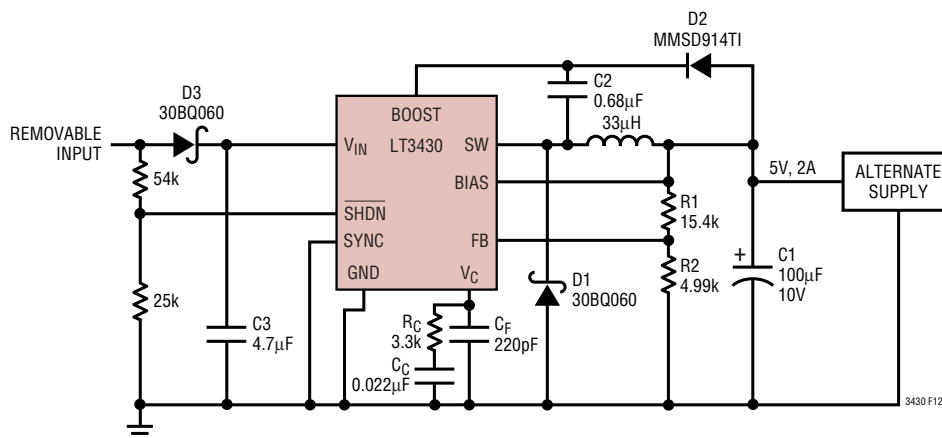 D2
MMSD914TI
C2
0.68µF
33µH
D3
30BQ060
REMOVABLE
INPUT
54k
25k
C3
4.7µF
BOOST
LT3430
VIN
SW
BIAS
SHDN
SYNC
FB
GND
VC
RC
3.3k
CC
0.022µF
CF
220pF
D1
30BQ060
R1
15.4k
R2
4.99k
5V, 2A
ALTERNATE
SUPPLY
+
C1
100µF
10V
3430 F12